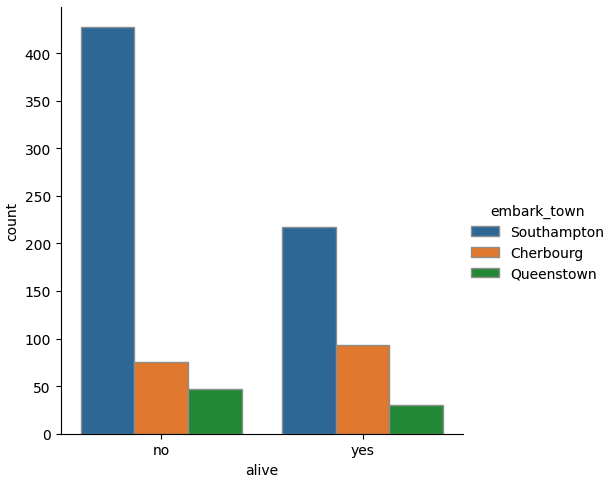 400
350
300
250
200
150
100
50
0
count
no
yes
alive
embark_town
Southampton
Cherbourg
Queenstown